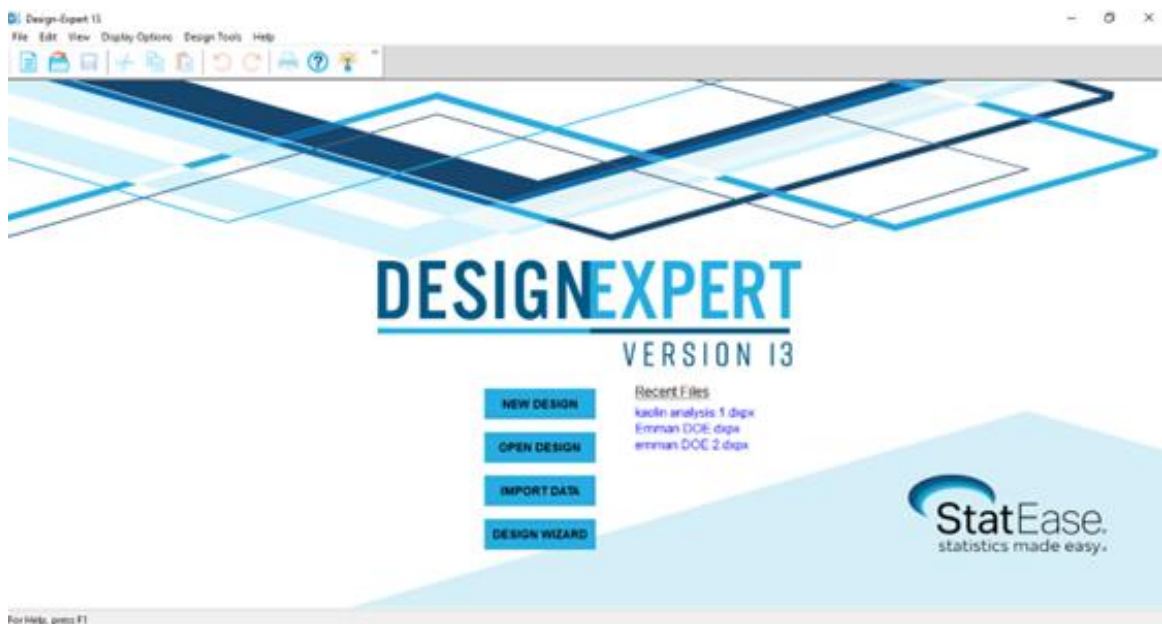 Design-Expert 13
File Edit View Display Options Design Tools Help
DESIGNEXPERT
VERSION 13
NEW DESIGN
OPEN DESIGN
IMPORT DATA
DESIGN WIZARD
Recent Files
kaolin analysis 1.dxpx
Emman DOE.dxpx
emman DOE 2.dxpx
StatEase.
statistics made easy.
For Help, press F1